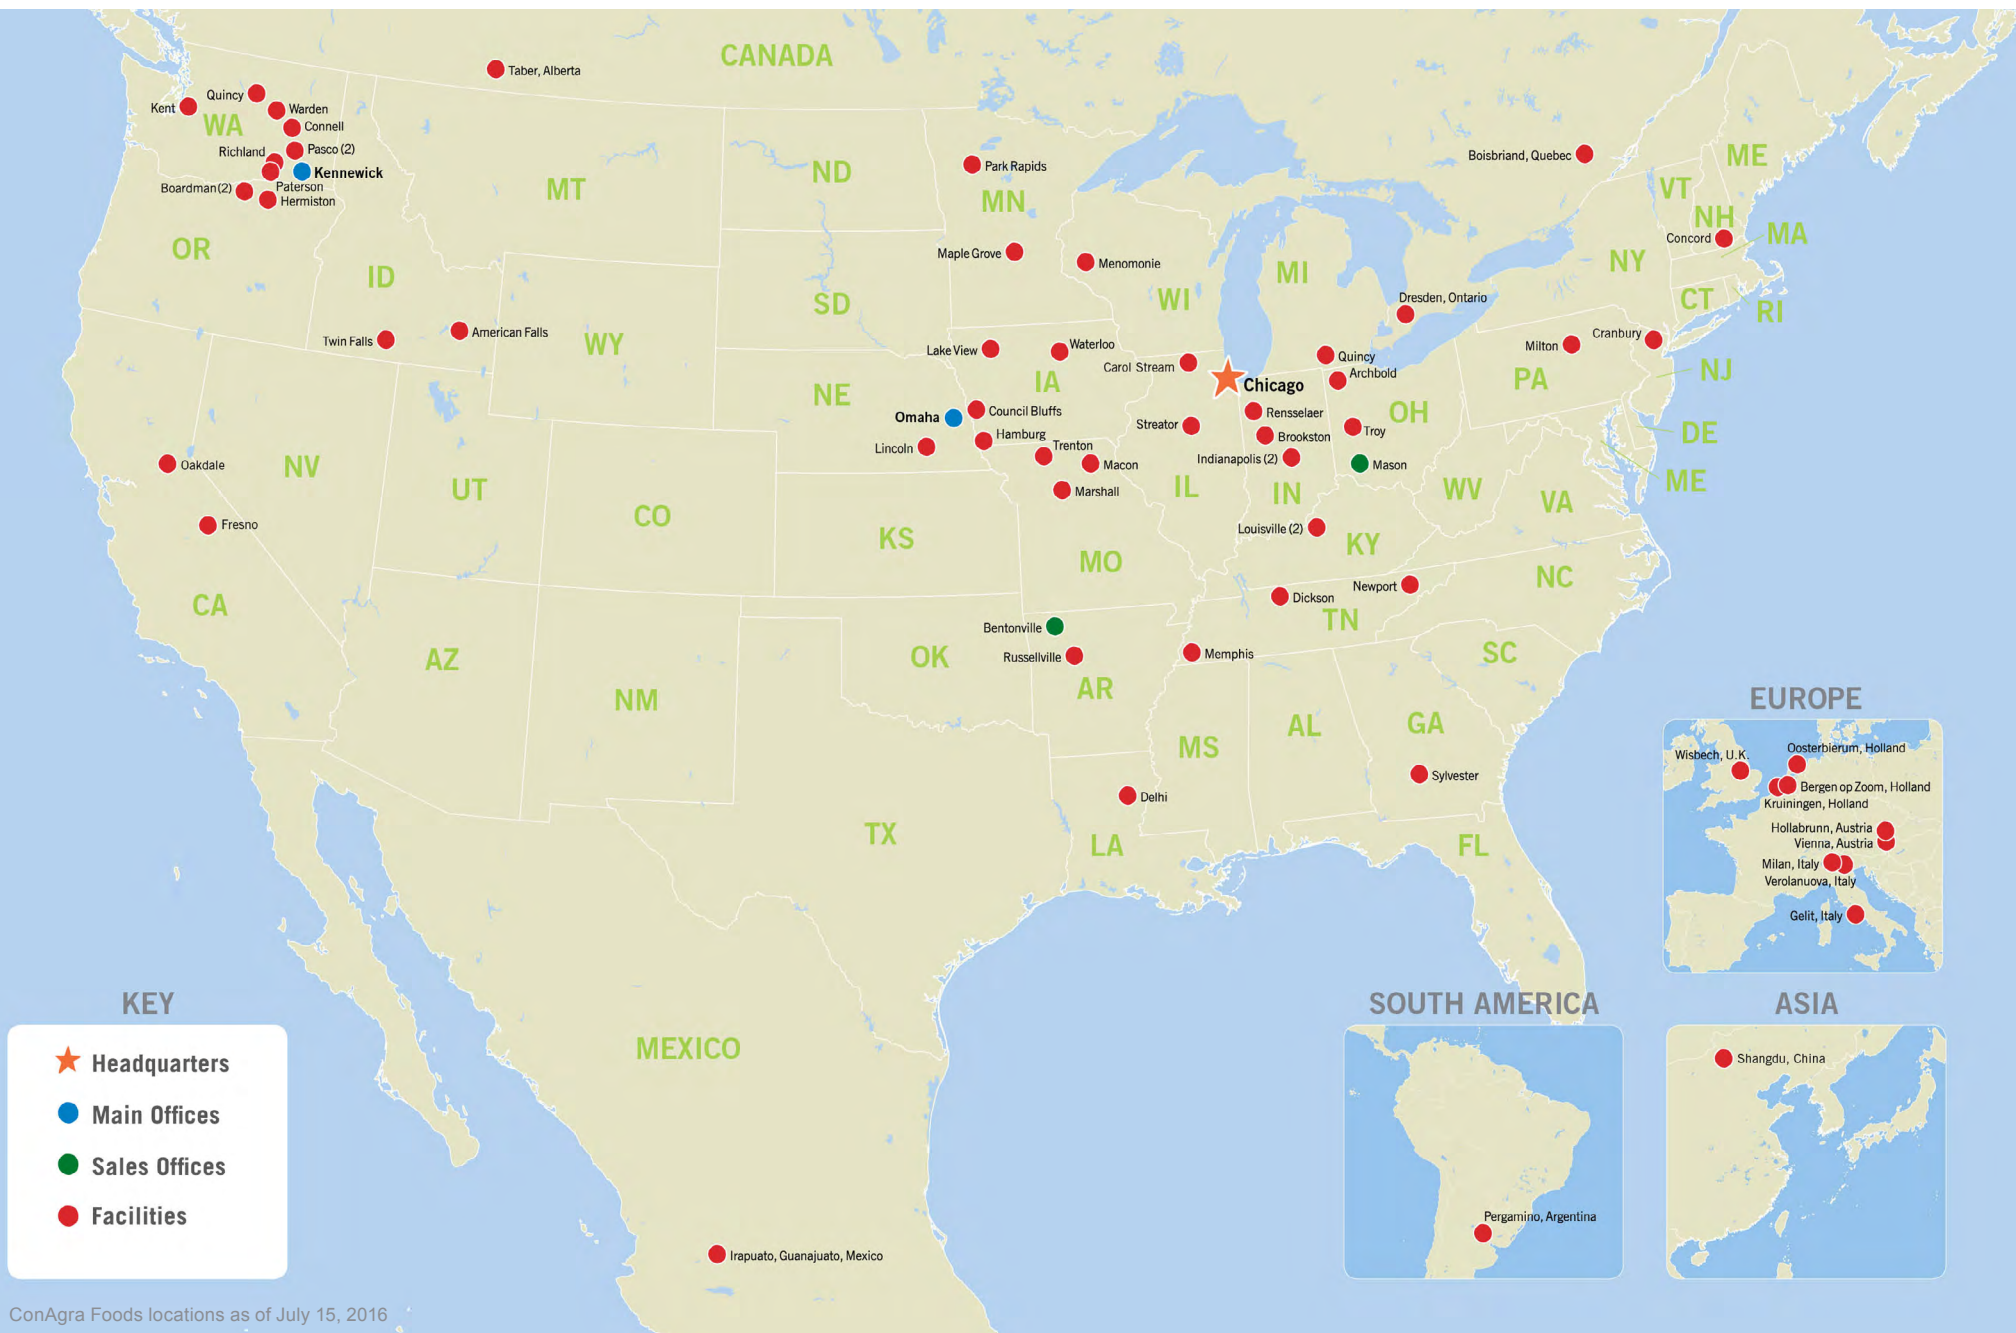 CANADA
Taber, Alberta
Quincy
Kent
Warden
WA
Connell
Richland
Pasco (2)
Kennewick
Paterson
Boardman(2)
Hermiston
OR
ID
MT
ND
Park Rapids
MN
Maple Grove
Menomonie
WI
MI
SD
WY
Twin Falls
American Falls
Boisbriand, Quebec
ME
VT
NH
MA
Concord
NY
CT
RI
Dresden, Ontario
Cranbury
Milton
PA
NJ
DE
ME
Lake View
Waterloo
IA
Carol Stream
Chicago
Quincy
Archbold
OH
NE
Omaha
Council Bluffs
Hamburg
Lincoln
Trenton
Macon
Marshall
Streator
Rensselaer
Brookston
Indianapolis (2)
Troy
Mason
IL
IN
WV
VA
Louisville (2)
KY
Oakdale
NV
Fresno
CA
UT
CO
KS
MO
Newport
Dickson
TN
NC
SC
Bentonville
Russellville
AR
Memphis
OK
AZ
NM
MS
AL
GA
Sylvester
Delhi
LA
TX
FL
MEXICO
Irapuato, Guanajuato, Mexico
EUROPE
Wisbech, U.K.
Oosterbierum, Holland
Bergen op Zoom, Holland
Kruiningen, Holland
Hollabrunn, Austria
Vienna, Austria
Milan, Italy
Verolanuova, Italy
Gelit, Italy
SOUTH AMERICA
Pergamino, Argentina
ASIA
Shangdu, China
KEY
Headquarters
Main Offices
Sales Offices
Facilities
ConAgra Foods locations as of July 15, 2016